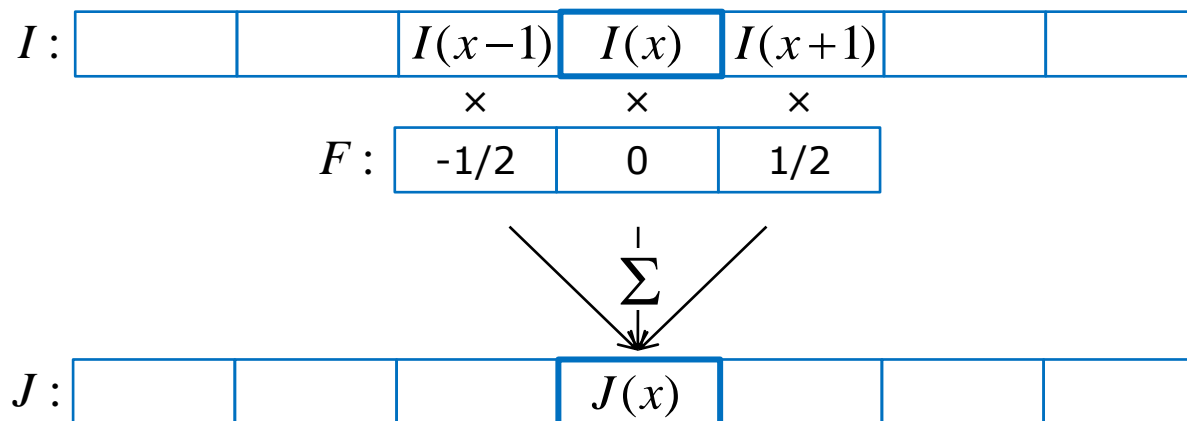 I : I(x−1) I(x) I(x+1)
× × ×
F : -1/2 0 1/2
Σ
J : J(x)